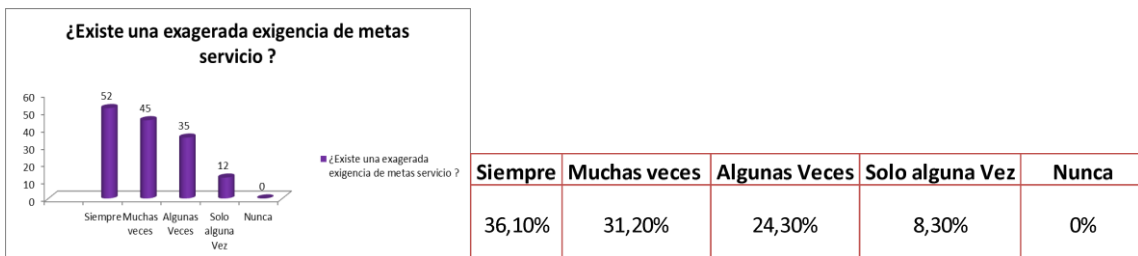 ¿Existe una exagerada exigencia de metas
servicio ?
60
50
40
30
20
10
0
52
45
35
12
0
Siempre Muchas veces Algunas Veces Solo alguna Vez Nunca
¿Existe una exagerada
exigencia de metas servicio ?
Siempre Muchas veces Algunas Veces Solo alguna Vez Nunca
36,10% 31,20% 24,30% 8,30% 0%